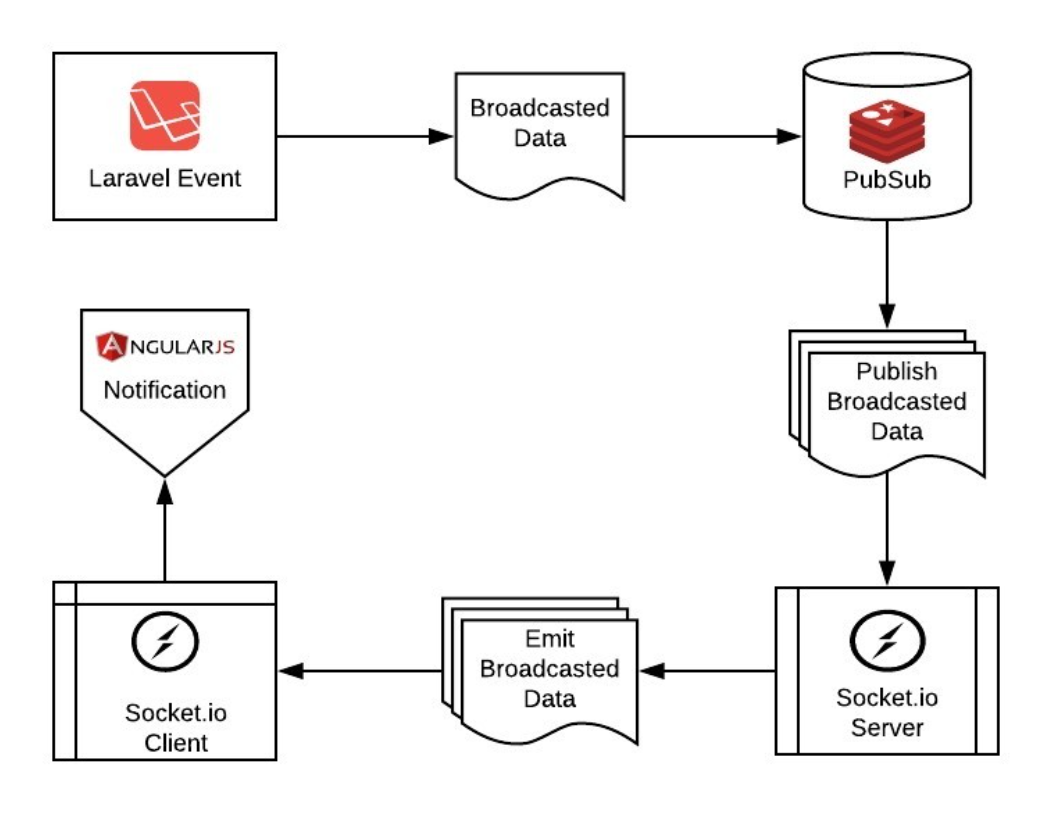 Laravel Event
Broadcasted
Data
PubSub
Publish
Broadcasted
Data
Socket.io
Server
Emit
Broadcasted
Data
Socket.io
Client
ANGULARJS
Notification